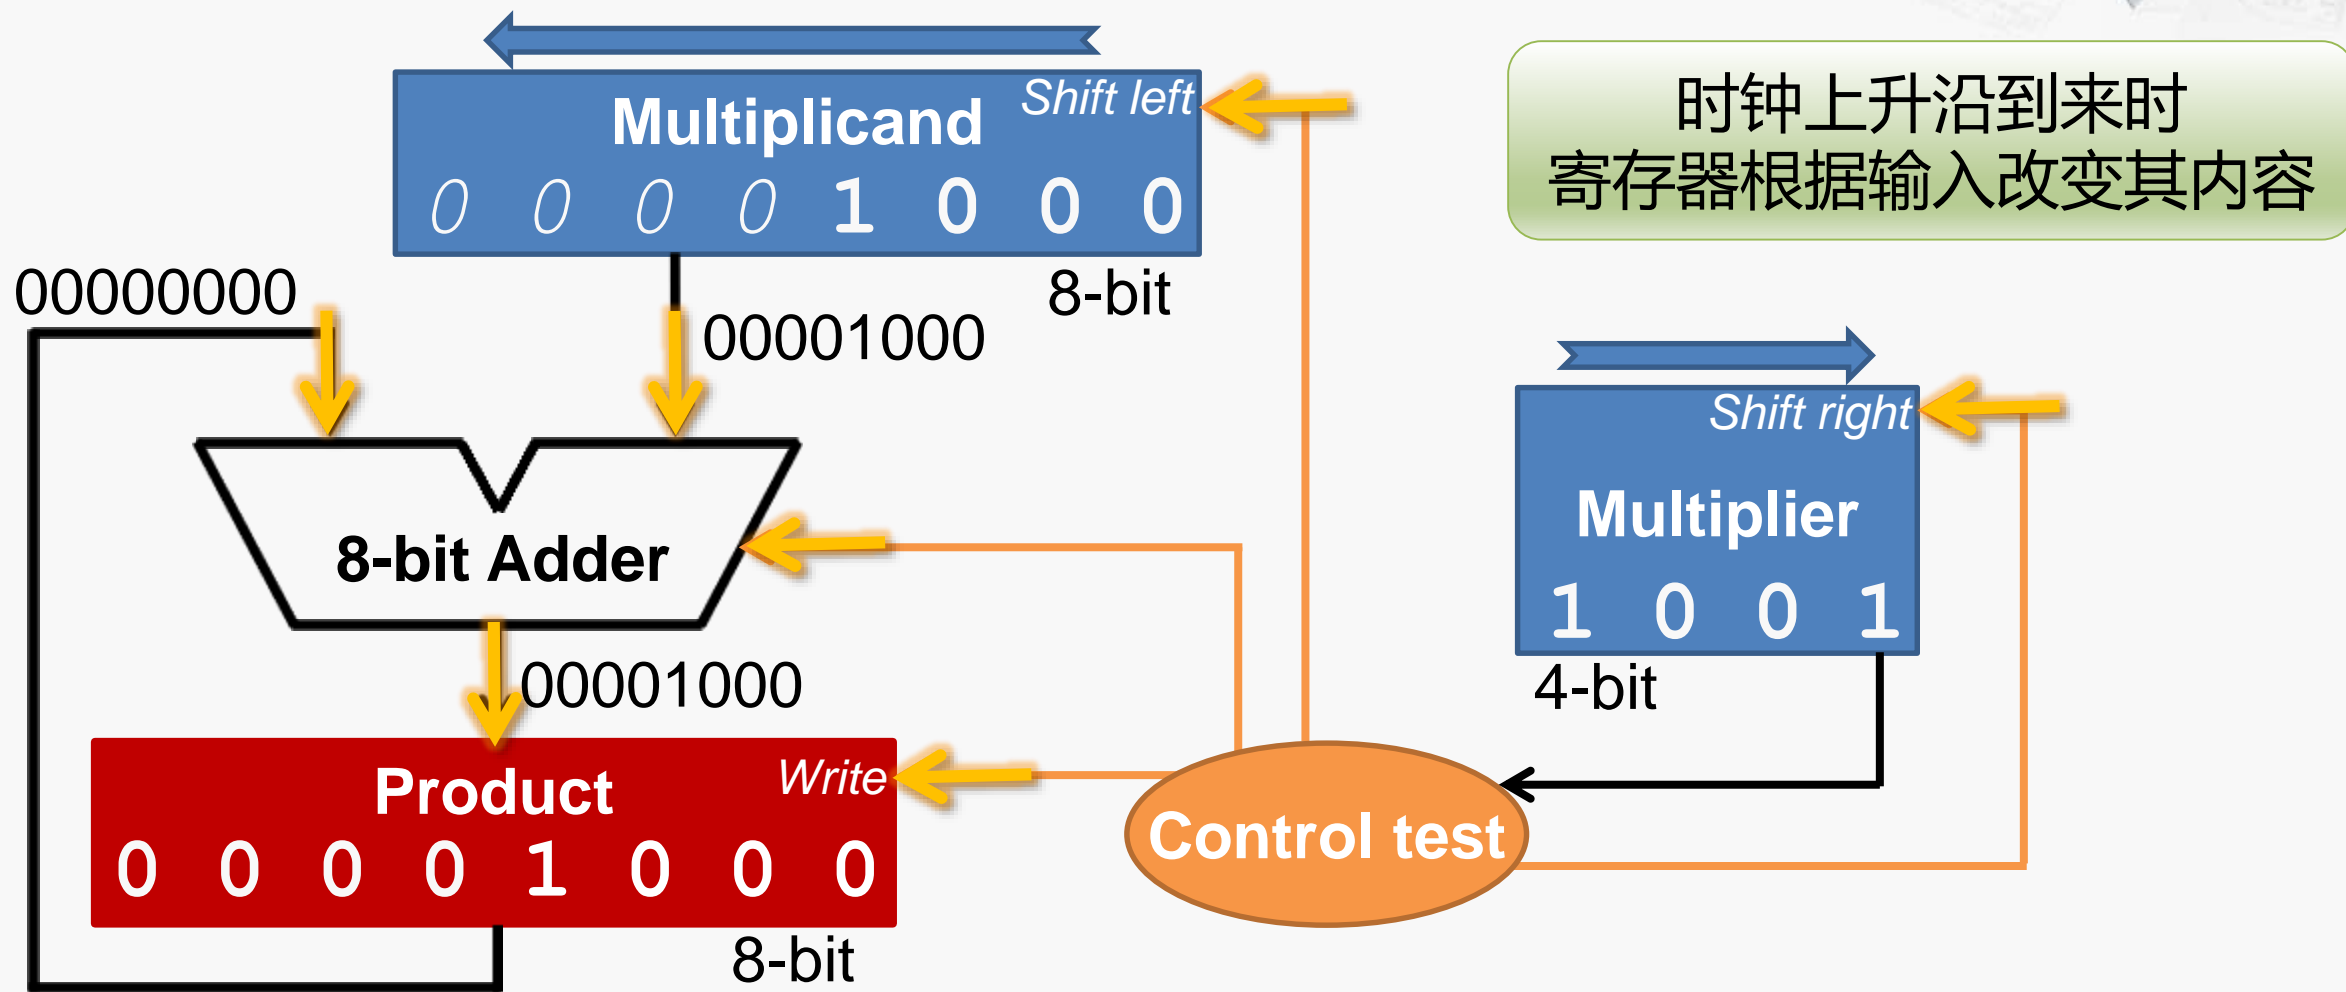 Shift left
Multiplicand
0 0 0 0 1 0 0 0
8-bit
时钟上升沿到来时
寄存器根据输入改变其内容
00000000
00001000
Shift right
Multiplier
1 0 0 1
4-bit
8-bit Adder
00001000
Product
Write
0 0 0 0 1 0 0 0
8-bit
Control test